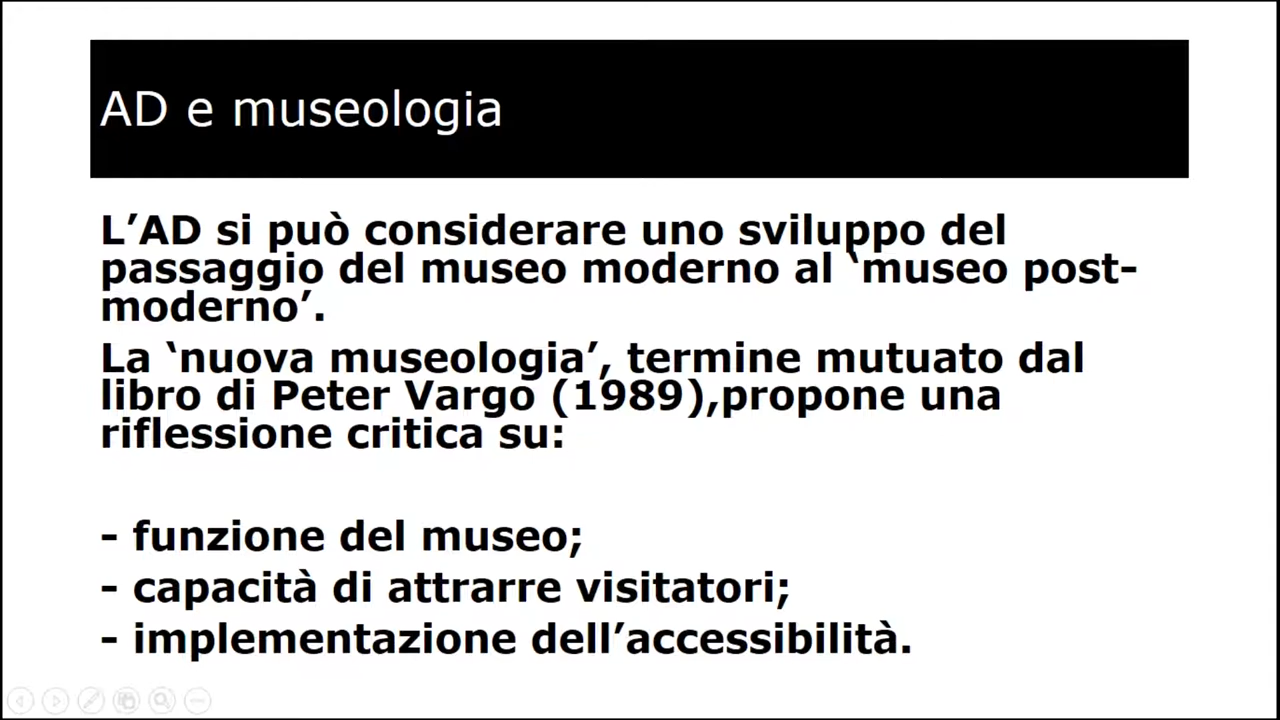 AD e museologia
L’AD si può considerare uno sviluppo del
passaggio del museo moderno al ‘museo post-
moderno’.
La ‘nuova museologia’, termine mutuato dal
libro di Peter Vargo (1989),propone una
riflessione critica su:
- funzione del museo;
- capacità di attrarre visitatori;
- implementazione dell’accessibilità.